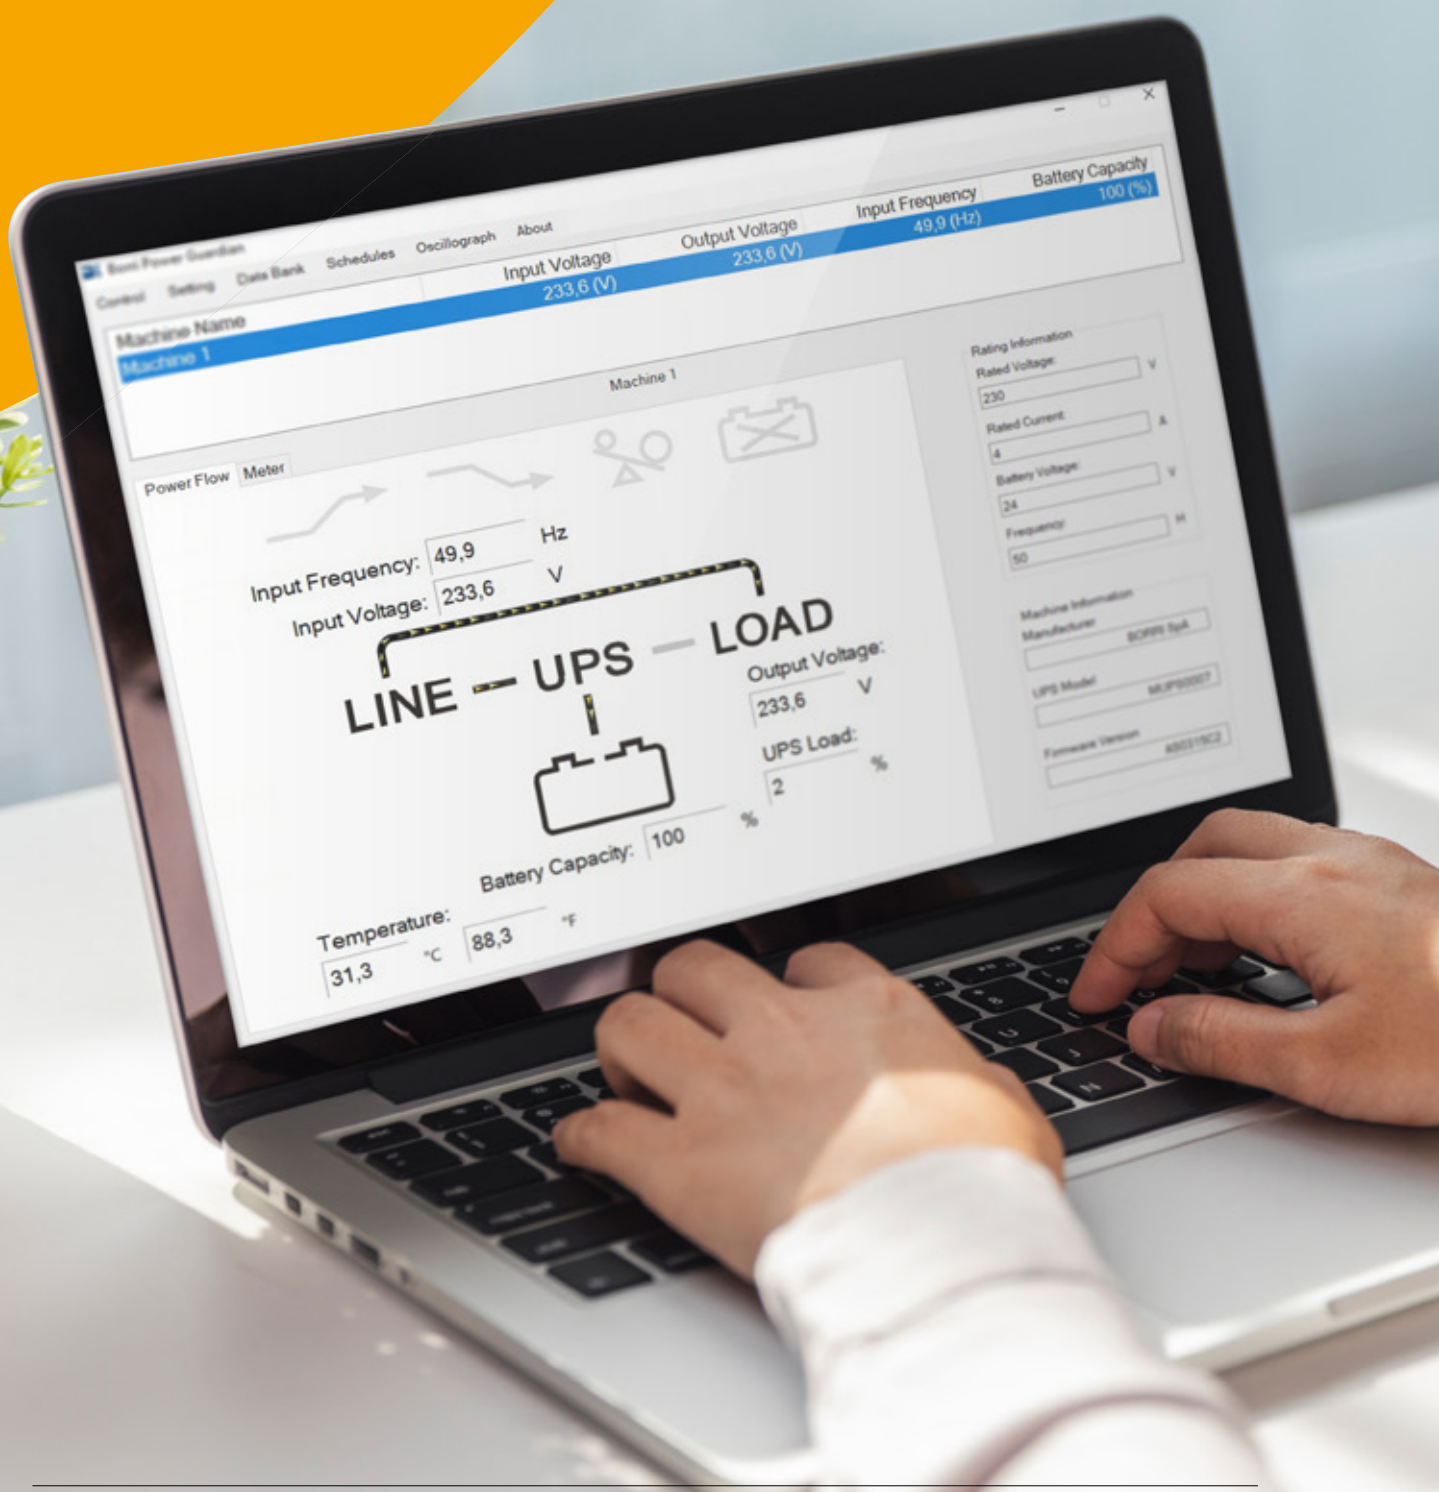 Borri Power Guardian
Control Setting Data Bank Schedules Oscillograph About
Machine Name Input Voltage Output Voltage Input Frequency Battery Capacity
Machine 1 233,6 (V) 233,6 (V) 49,9 (Hz) 100 (%)
Machine 1
Power Flow Meter
Input Frequency: 49,9 Hz
Input Voltage: 233,6 V
LINE UPS LOAD
Output Voltage:
233,6 V
UPS Load:
2 %
Battery Capacity: 100 %
Temperature:
31,3 °C 88,3 °F
Rating Information
Rated Voltage:
230 V
Rated Current:
4 A
Battery Voltage:
24 V
Frequency:
50 H
Machine Information
Manufacturer
BORRI SpA
UPS Model
MUPS0007
Firmware Version